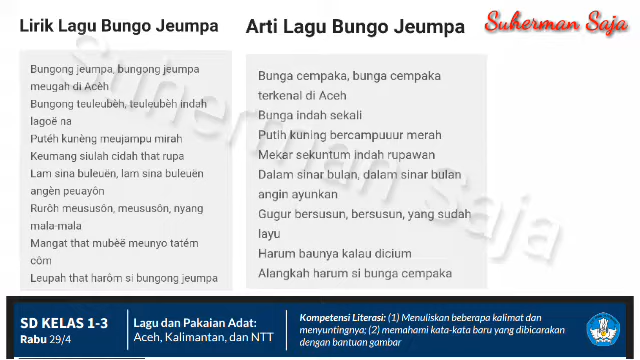 Lirik Lagu Bungo Jeumpa
Bungong jeumpa, bungong jeumpa
meugah di Acèh
Bungong teuleubèh, teuleubèh indah
lagoë na
Putéh kunèng meujampu mirah
Keumang siulah cidah that rupa
Lam sina buleuën, lam sina buleuën
angèn peuayôn
Rurôh meususôn, meususôn, nyang
mala-mala
Mangat that mubèë meunyo tatém
côm
Leupah that harôm si bungong jeumpa
Arti Lagu Bungo Jeumpa
Bunga cempaka, bunga cempaka
terkenal di Aceh
Bunga indah sekali
Putih kuning bercampuuur merah
Mekar sekuntum indah rupawan
Dalam sinar bulan, dalam sinar bulan
angin ayunkan
Gugur bersusun, bersusun, yang sudah
layu
Harum baunya kalau dicium
Alangkah harum si bunga cempaka
Suherman Saja
suherman saja
SD KELAS 1-3
Rabu 29/4
Lagu dan Pakaian Adat:
Aceh, Kalimantan, dan NTT
Kompetensi Literasi: (1) Menuliskan beberapa kalimat dan
menyuntingnya; (2) memahami kata-kata baru yang dibicarakan
dengan bantuan gambar